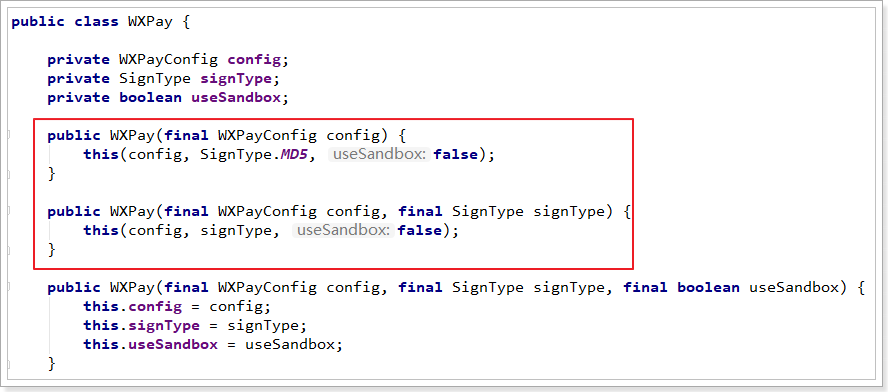 public class WXPay {
private WXPayConfig config;
private SignType signType;
private boolean useSandbox;
public WXPay(final WXPayConfig config) {
this(config, SignType.MD5, useSandbox: false);
}
public WXPay(final WXPayConfig config, final SignType signType) {
this(config, signType, useSandbox: false);
}
public WXPay(final WXPayConfig config, final SignType signType, final boolean useSandbox) {
this.config = config;
this.signType = signType;
this.useSandbox = useSandbox;
}